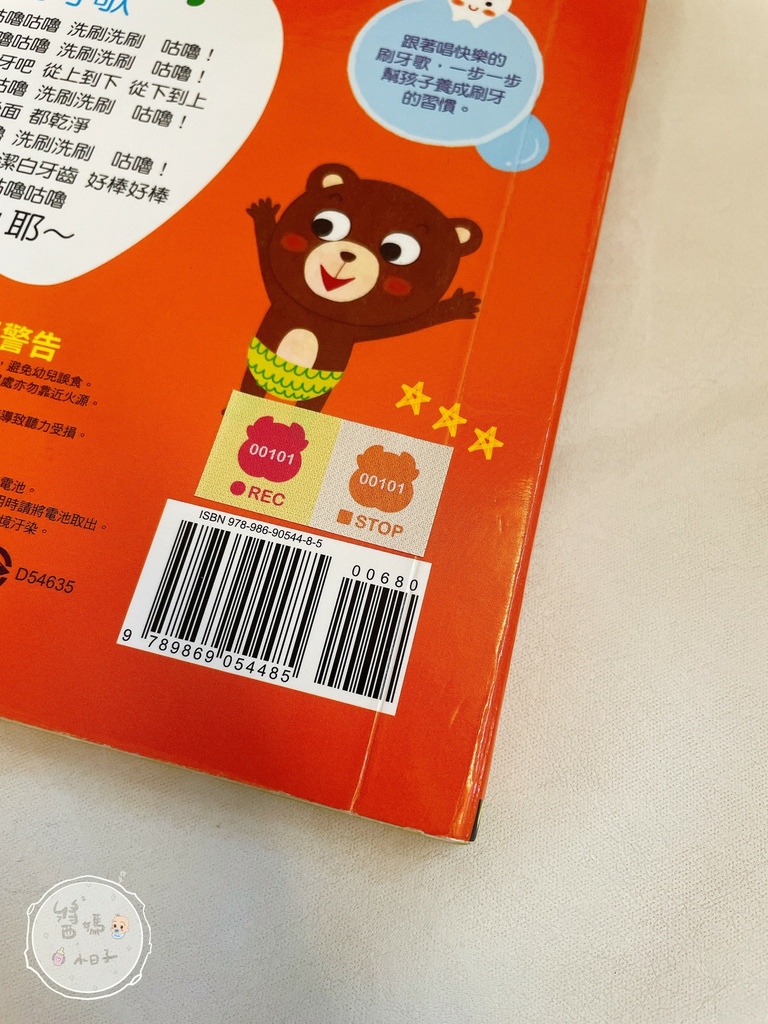 咕嚕咕嚕 洗刷洗刷 咕嚕！
嚕咕嚕 洗刷洗刷 咕嚕！
牙吧 從上到下 從下到上
咕嚕 洗刷洗刷 咕嚕！
面 都乾淨
洗刷洗刷 咕嚕！
潔白牙齒 好棒好棒
咕嚕咕嚕
耶～
跟著唱快樂的
刷牙歌，一步一步
幫孩子養成刷牙
的習慣。
警告
，避免幼兒誤食。
處亦勿靠近火源。
導致聽力受損。
電池。
用時請將電池取出。
境汙染。
D54635
00101
REC
00101
STOP
ISBN 978-986-90544-8-5
00680
9 789869 054485
醬媽
小日子